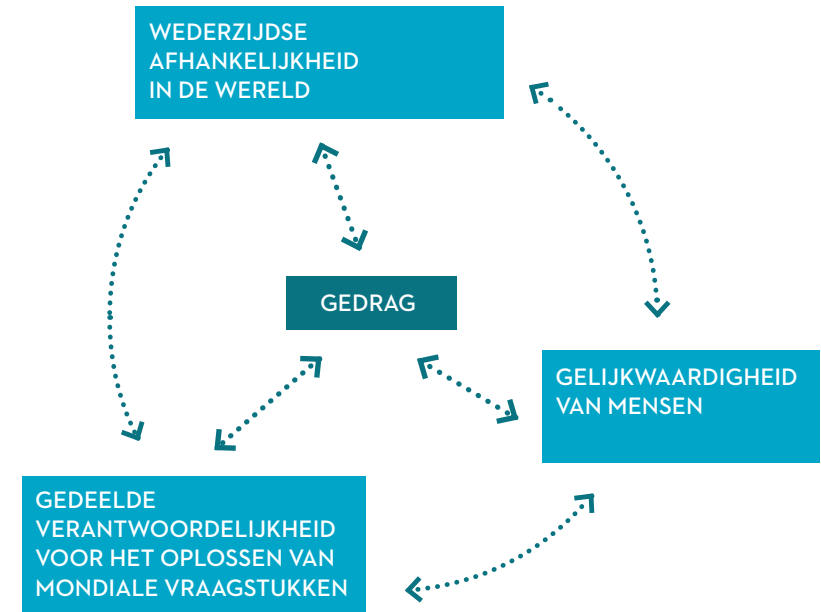 WEDERZIJDSE
AFHANKELIJKHEID
IN DE WERELD
GEDRAG
GELIJKWAARDIGHEID
VAN MENSEN
GEDEELDE
VERANTWOORDELIJKHEID
VOOR HET OPLOSSEN VAN
MONDIALE VRAAGSTUKKEN